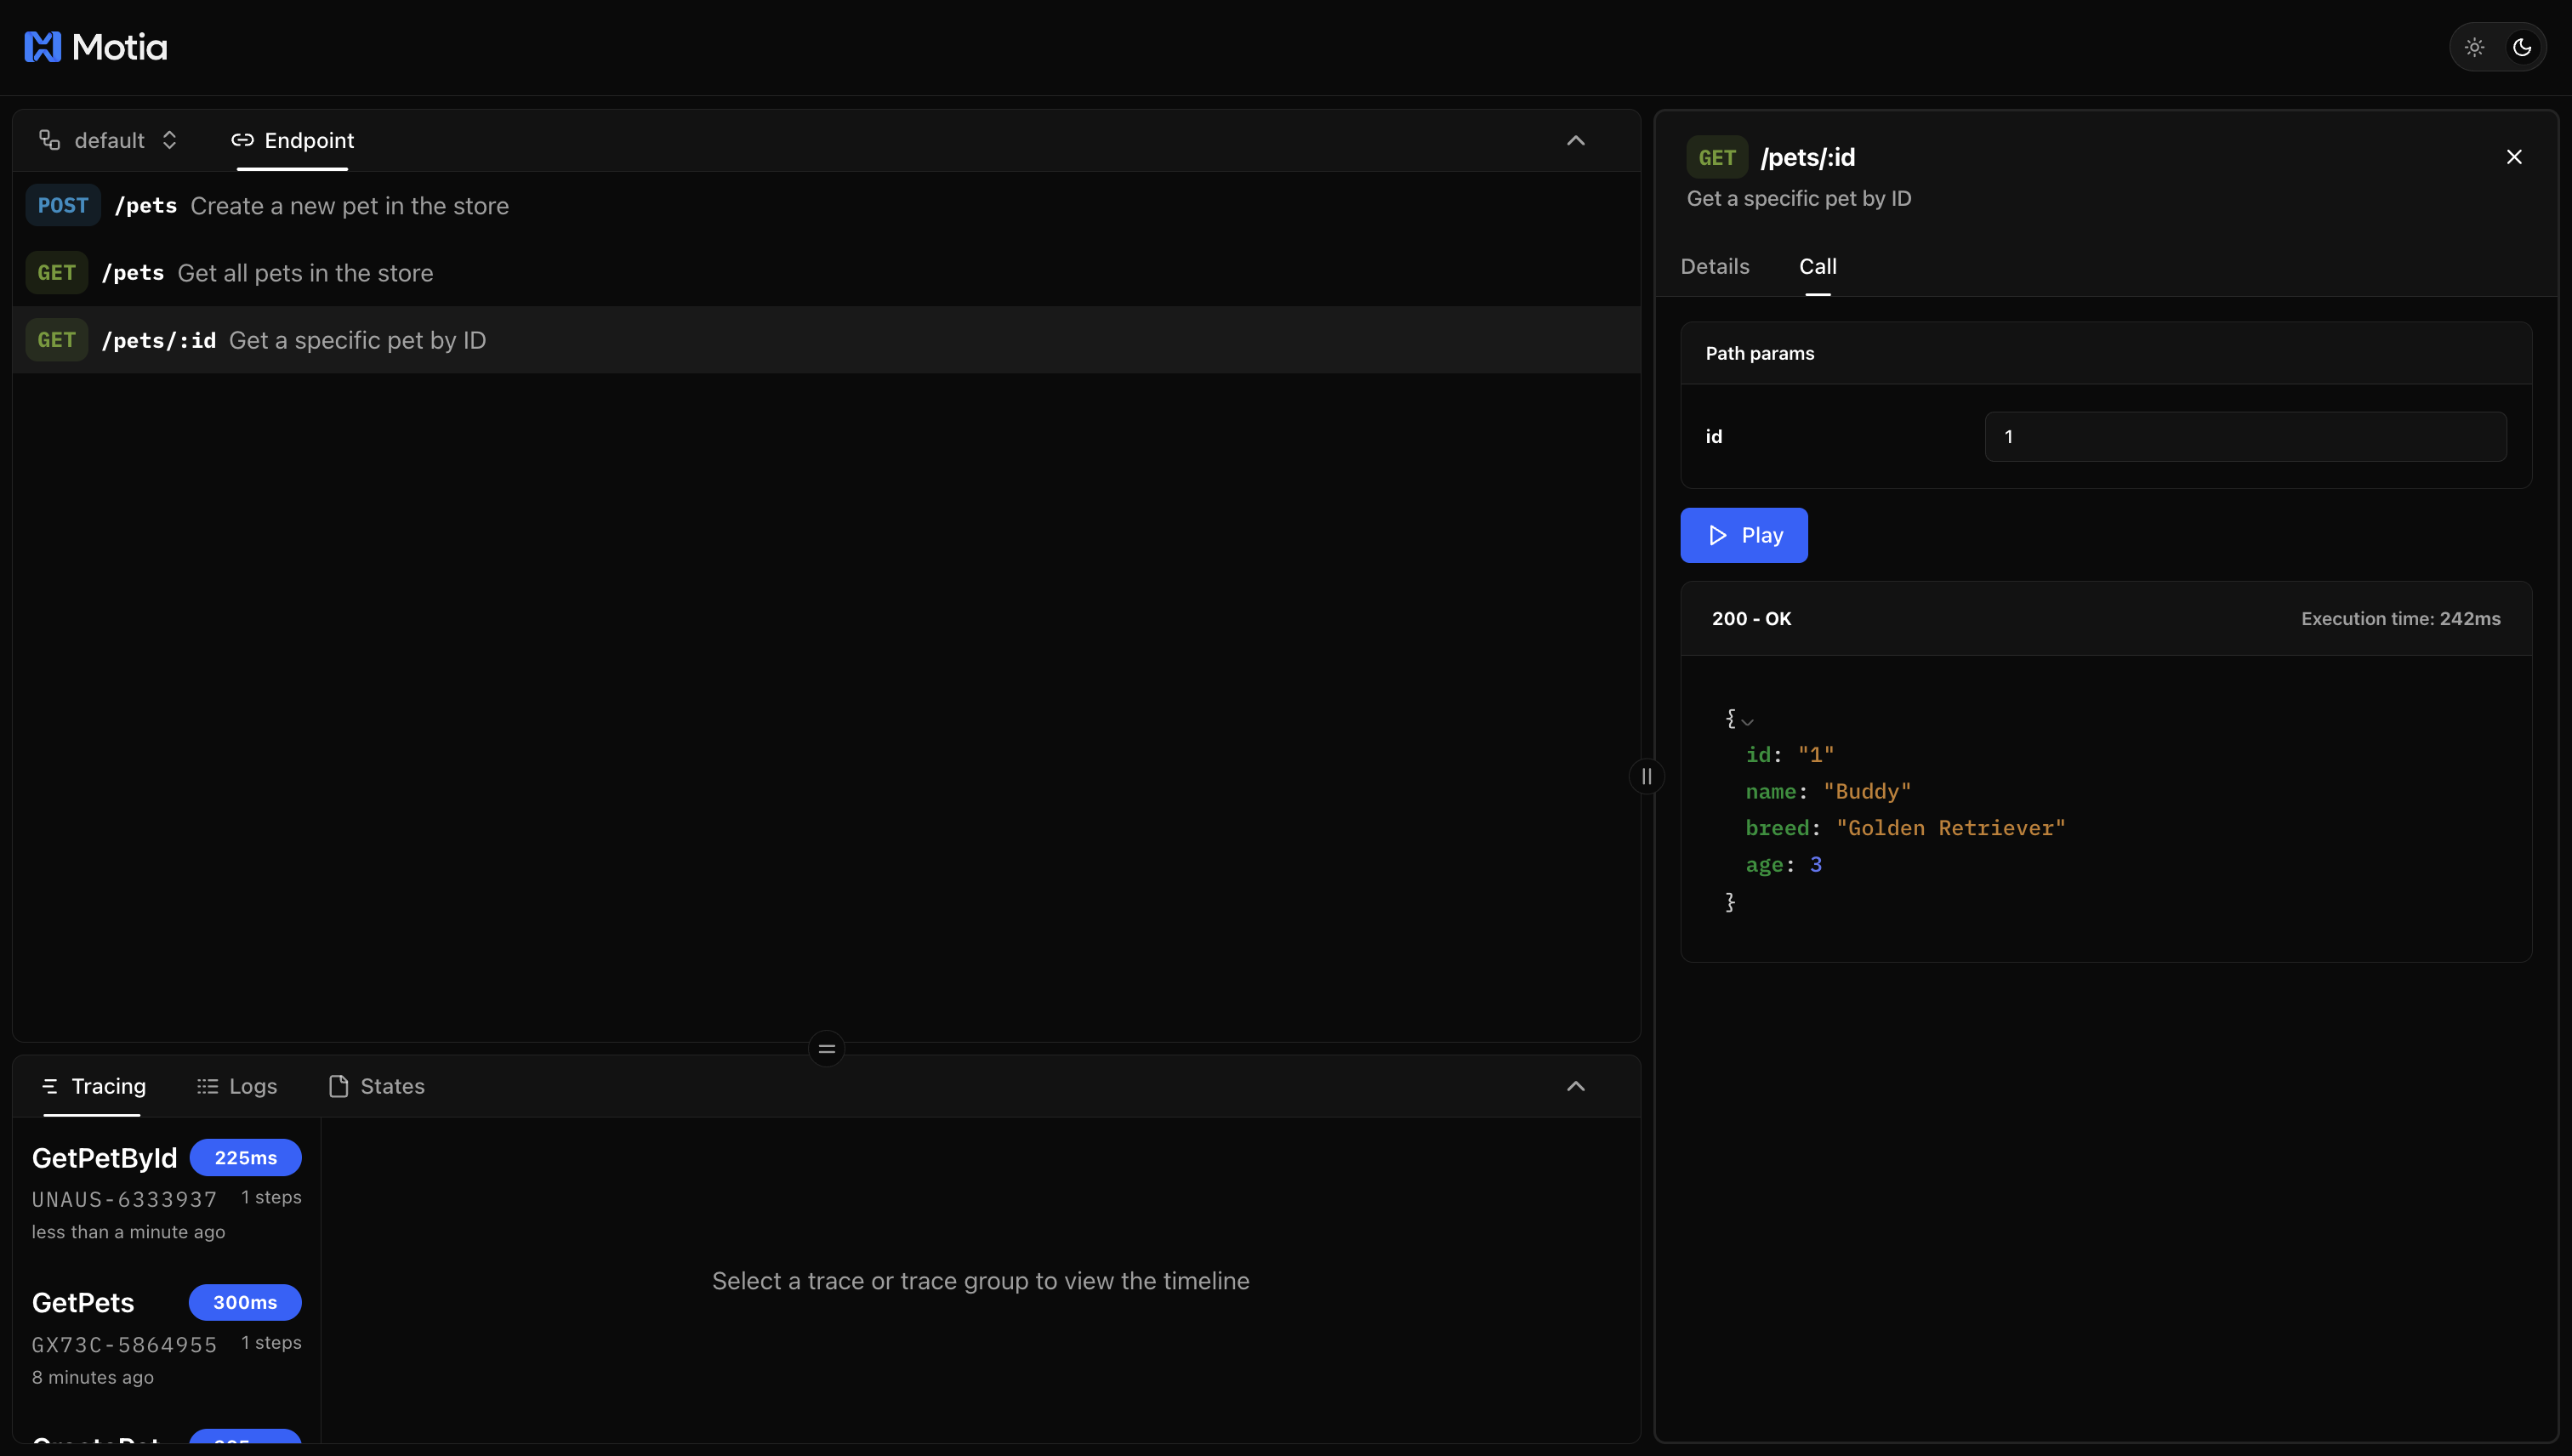 Motia
default Endpoint
POST /pets Create a new pet in the store
GET /pets Get all pets in the store
GET /pets/:id Get a specific pet by ID
GET /pets/:id
Get a specific pet by ID
Details Call
Path params
id 1
Play
200 - OK Execution time: 242ms
{
id: "1"
name: "Buddy"
breed: "Golden Retriever"
age: 3
}
Tracing Logs States
GetPetById 225ms
UNAUS-6333937 1 steps
less than a minute ago
GetPets 300ms
GX73C-5864955 1 steps
8 minutes ago
Select a trace or trace group to view the timeline